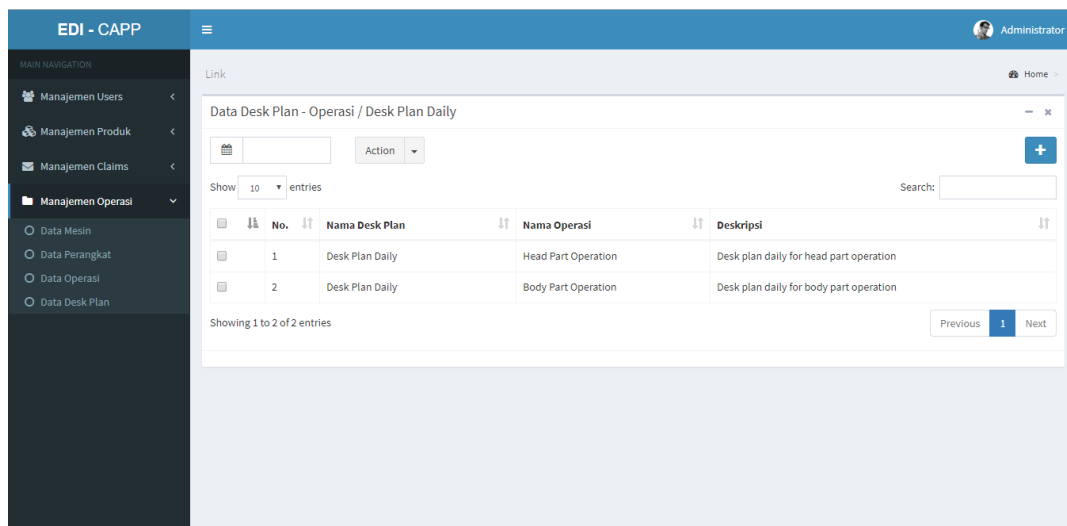 EDI - CAPP
Administrator
MAIN NAVIGATION
Manajemen Users
Manajemen Produk
Manajemen Claims
Manajemen Operasi
Data Mesin
Data Perangkat
Data Operasi
Data Desk Plan
Link
Home >
Data Desk Plan - Operasi / Desk Plan Daily
Action
Show 10 entries
Search:
No. Nama Desk Plan Nama Operasi Deskripsi
1 Desk Plan Daily Head Part Operation Desk plan daily for head part operation
2 Desk Plan Daily Body Part Operation Desk plan daily for body part operation
Showing 1 to 2 of 2 entries
Previous 1 Next